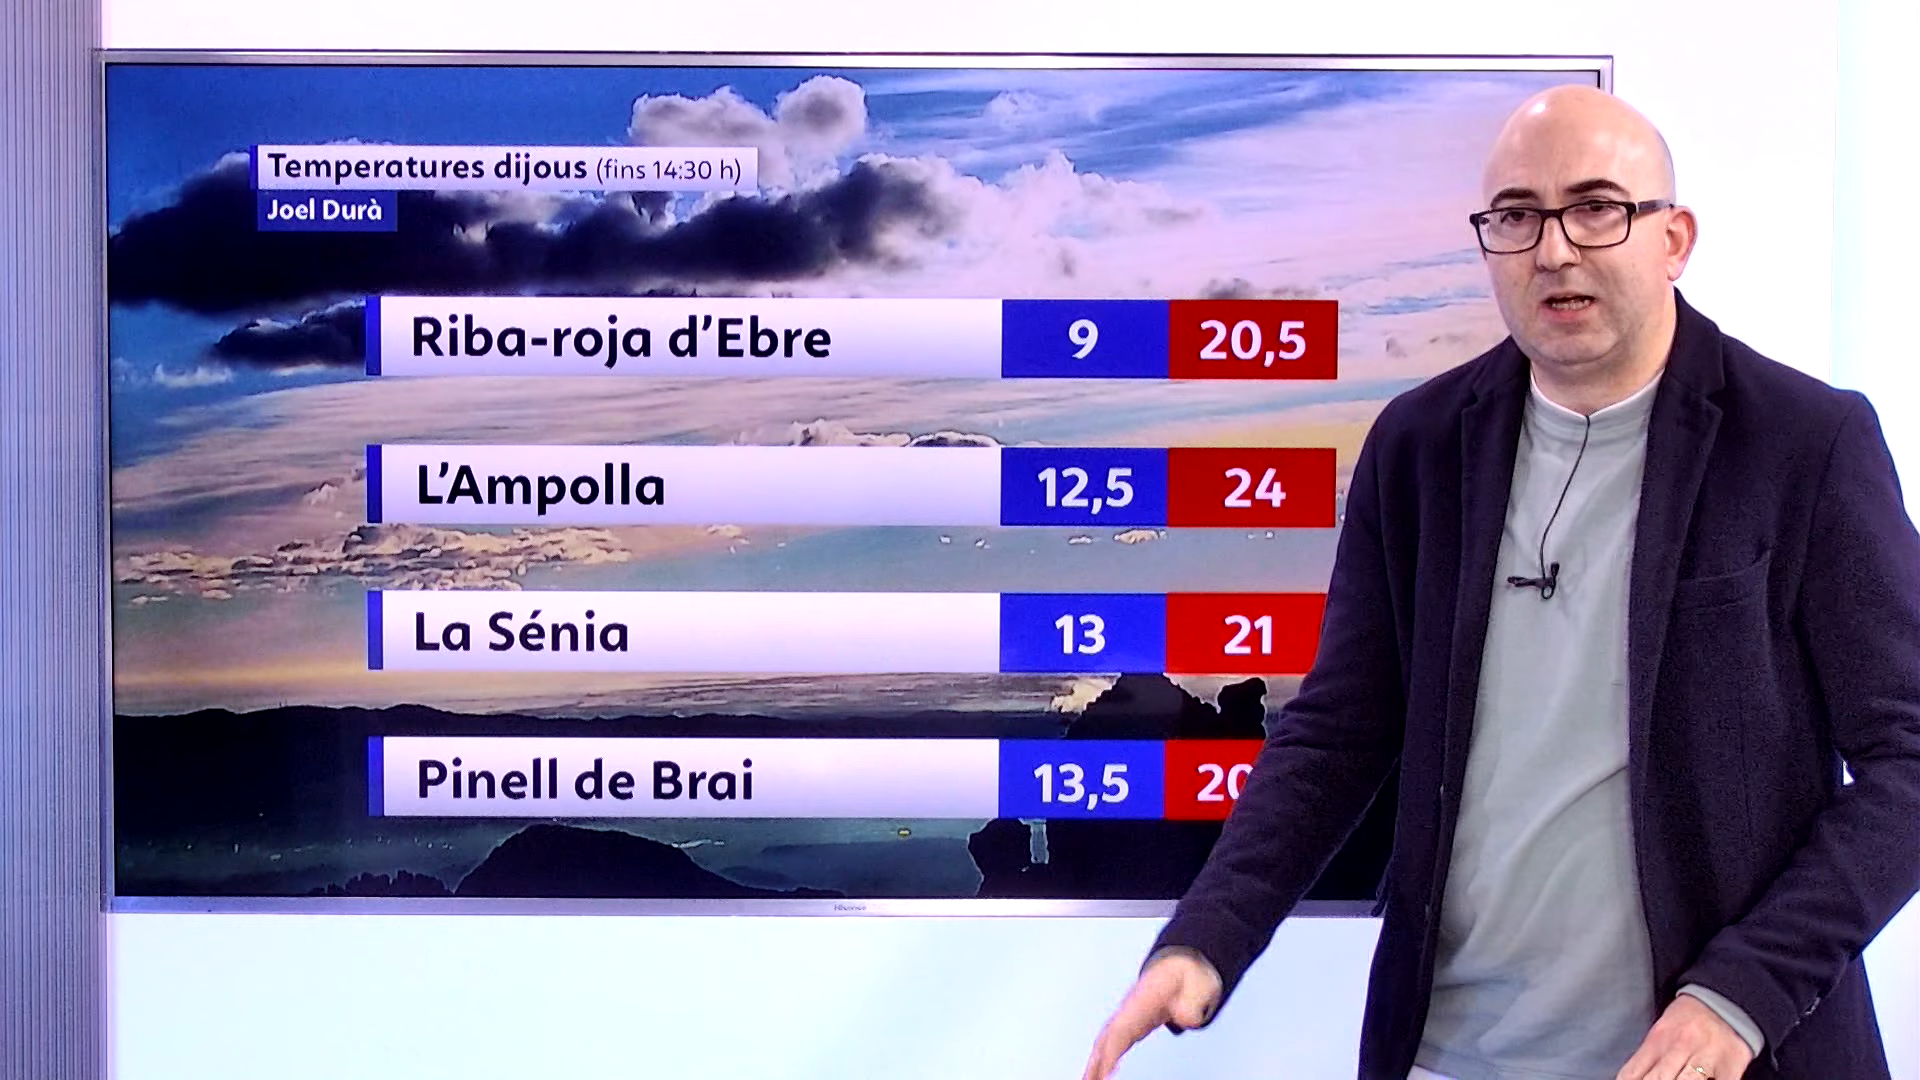 Temperatures dijous (fins 14:30 h)
Joel Durà
Riba-roja d'Ebre 9 20,5
L'Ampolla 12,5 24
La Sénia 13 21
Pinell de Brai 13,5
Hisense